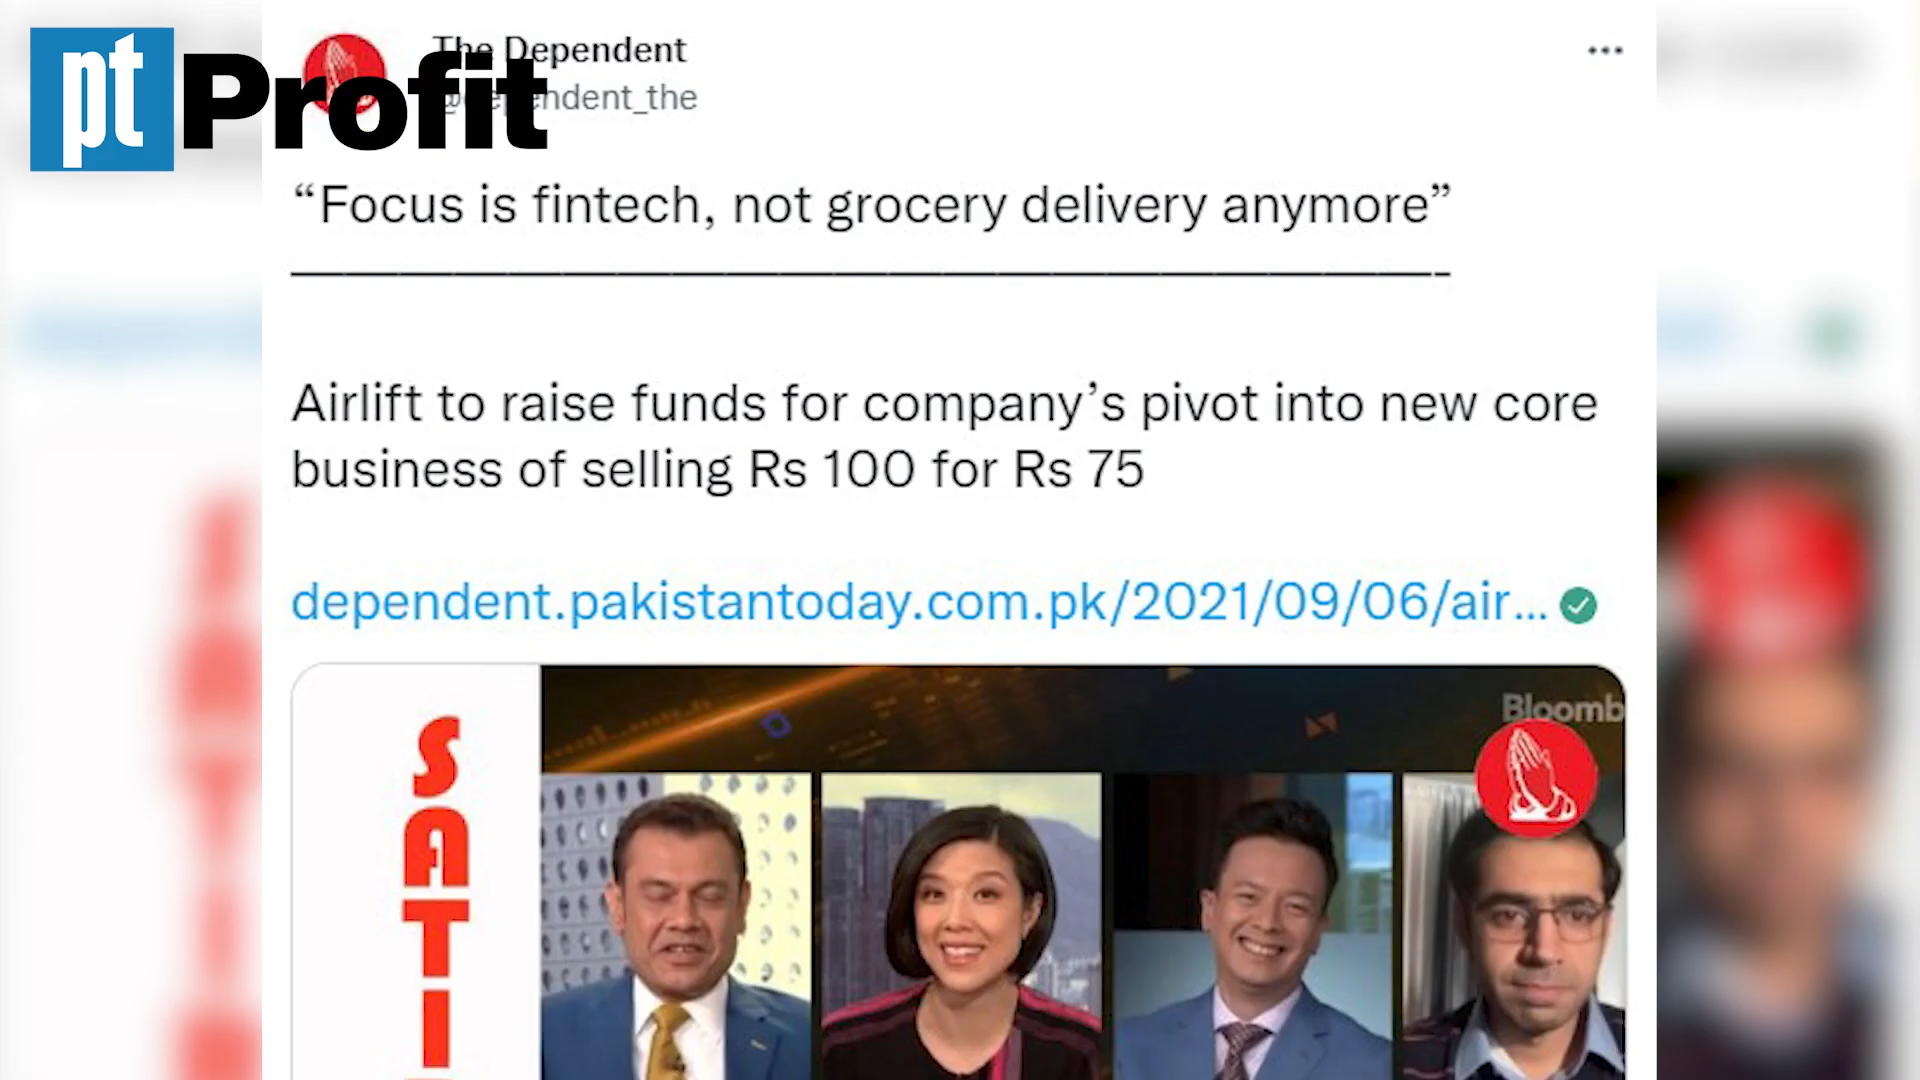 pt Profit
The Dependent
@dependent_the
“Focus is fintech, not grocery delivery anymore”
Airlift to raise funds for company’s pivot into new core
business of selling Rs 100 for Rs 75
dependent.pakistantoday.com.pk/2021/09/06/air...
Bloomb
SATI